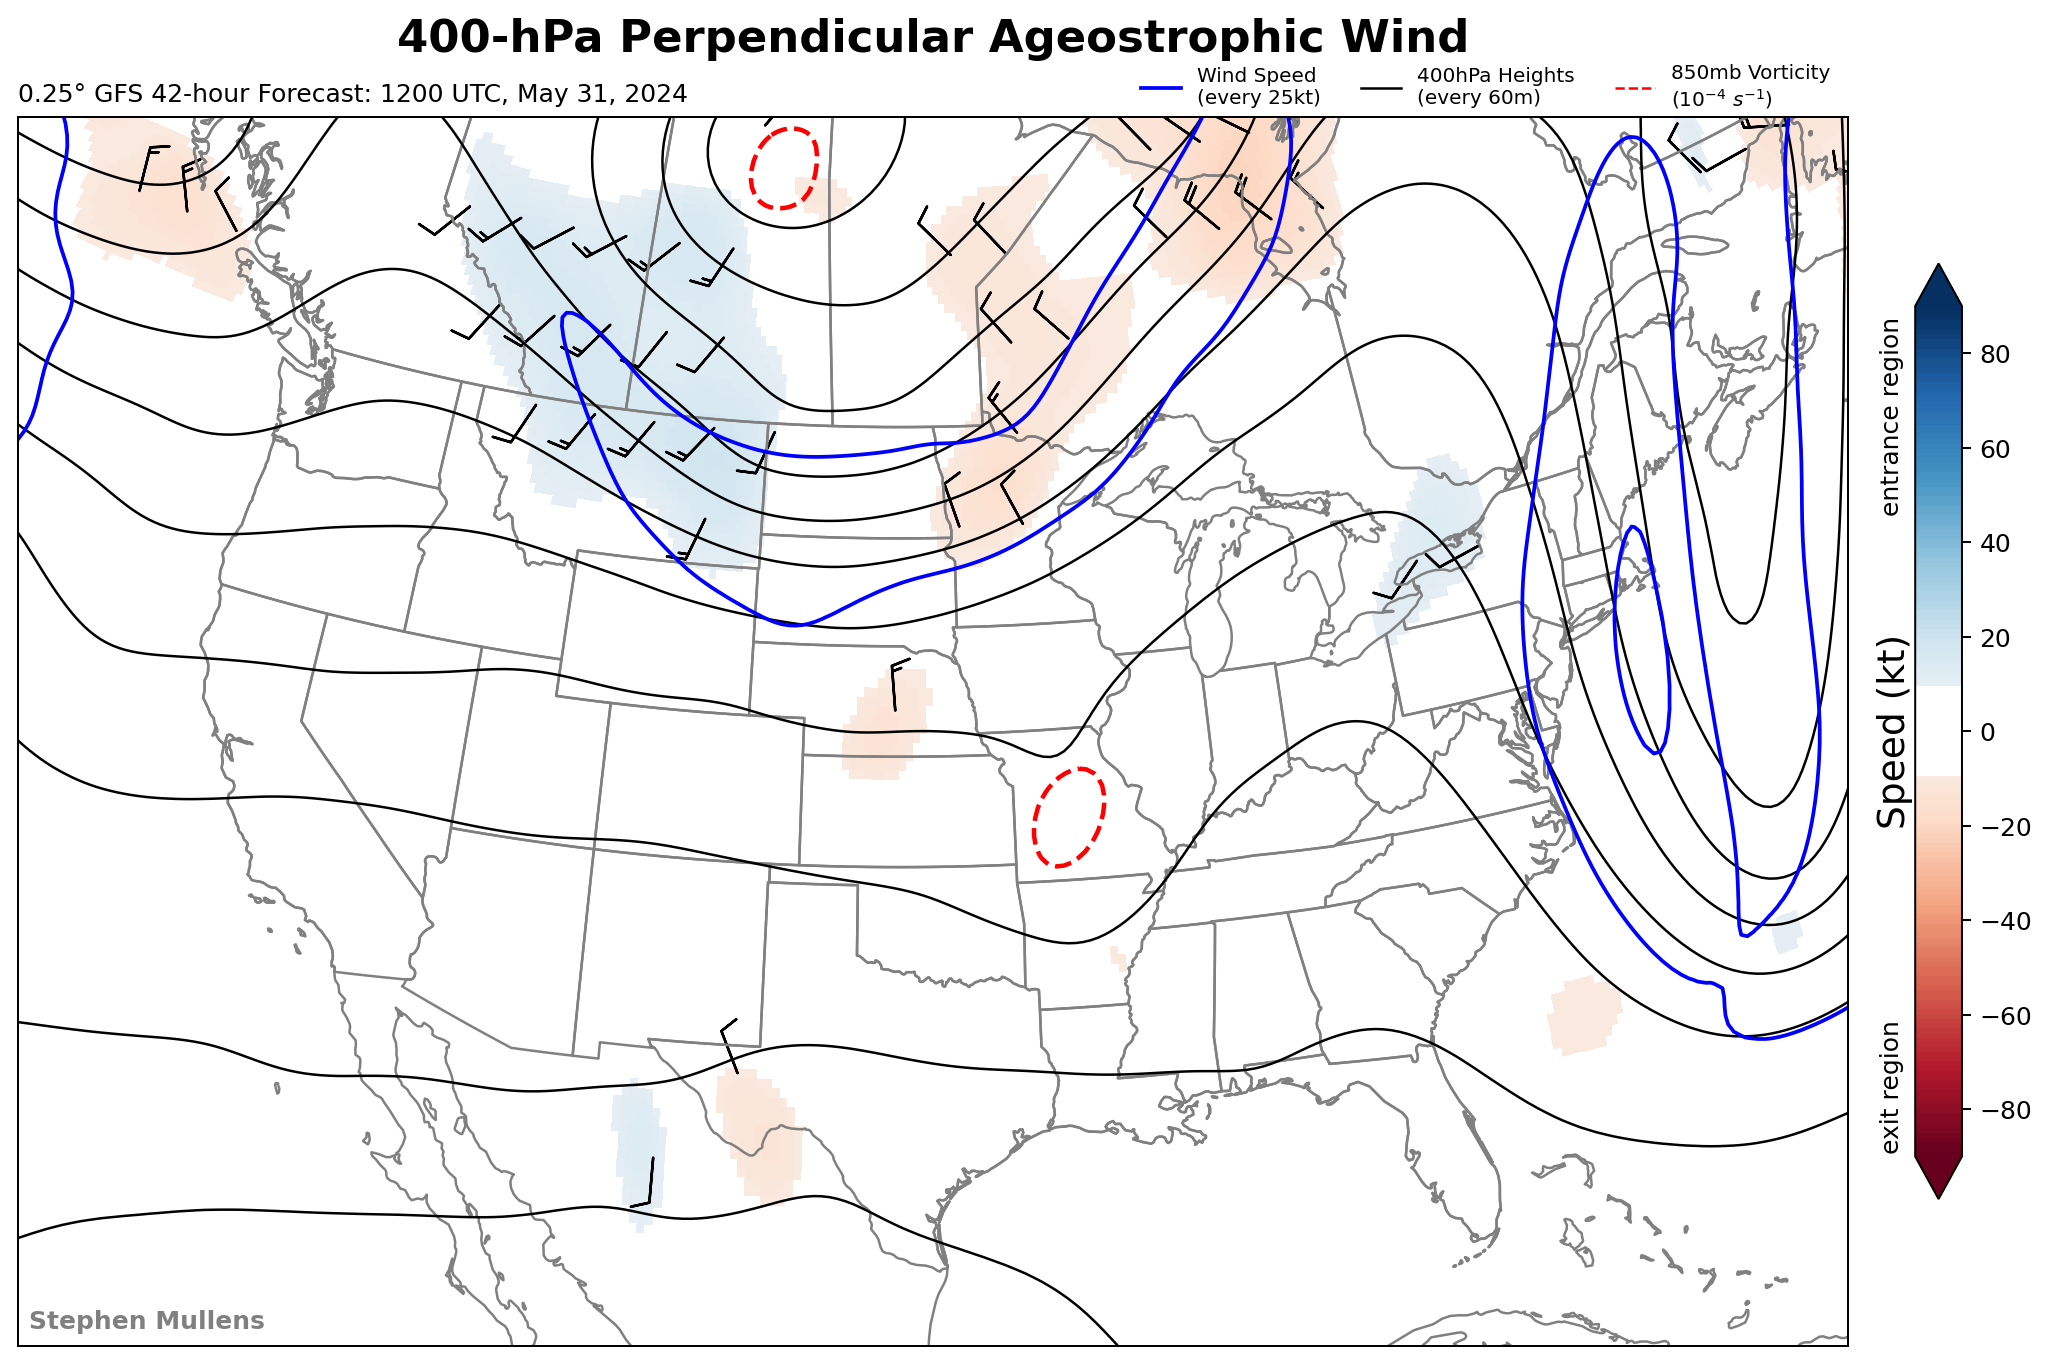 400-hPa Perpendicular Ageostrophic Wind
0.25° GFS 42-hour Forecast: 1200 UTC, May 31, 2024
Wind Speed
(every 25kt)
400hPa Heights
(every 60m)
850mb Vorticity
(10⁻⁴ s⁻¹)
entrance region
exit region
Speed (kt)
80
60
40
20
0
−20
−40
−60
−80
Stephen Mullens